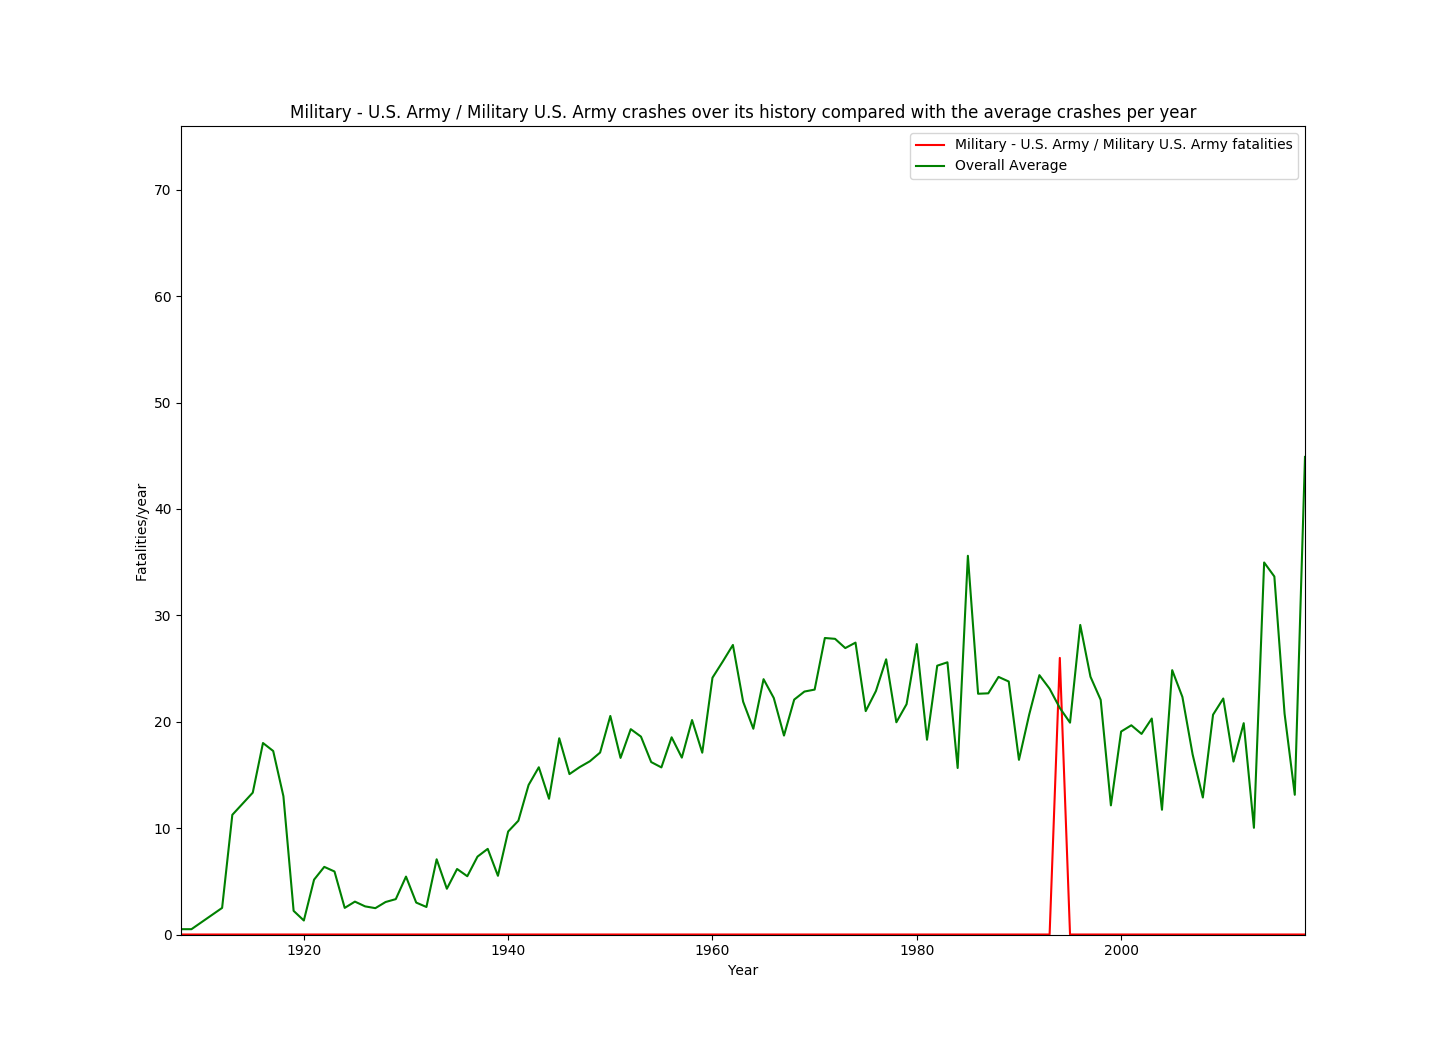 Military - U.S. Army / Military U.S. Army crashes over its history compared with the average crashes per year
Military - U.S. Army / Military U.S. Army fatalities
Overall Average
70
60
50
40
30
20
10
0
Fatalities/year
1920 1940 1960 1980 2000
Year